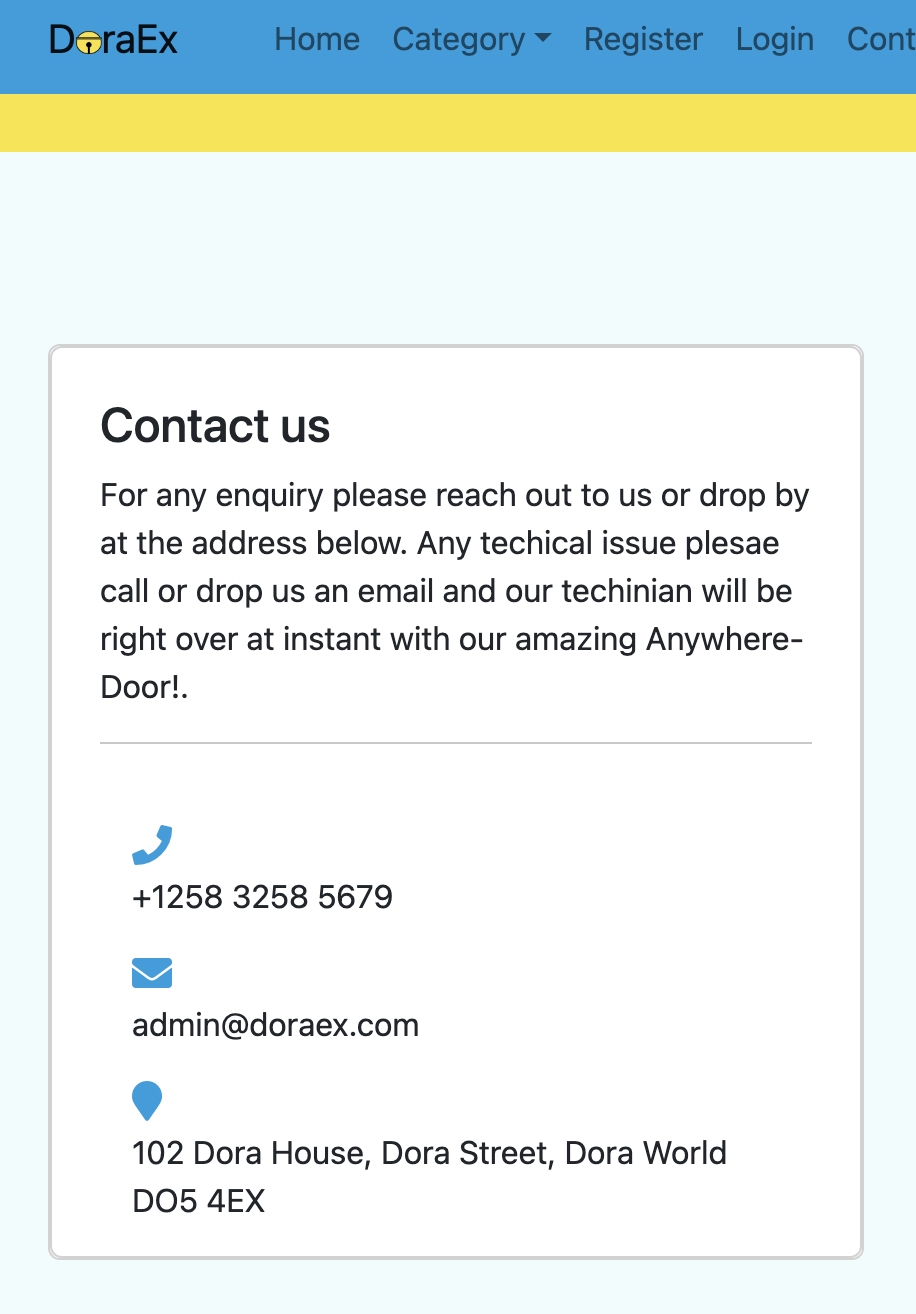 DoraEx Home Category Register Login Cont
Contact us
For any enquiry please reach out to us or drop by
at the address below. Any techical issue plesae
call or drop us an email and our techinian will be
right over at instant with our amazing Anywhere-
Door!.
+1258 3258 5679
admin@doraex.com
102 Dora House, Dora Street, Dora World
DO5 4EX